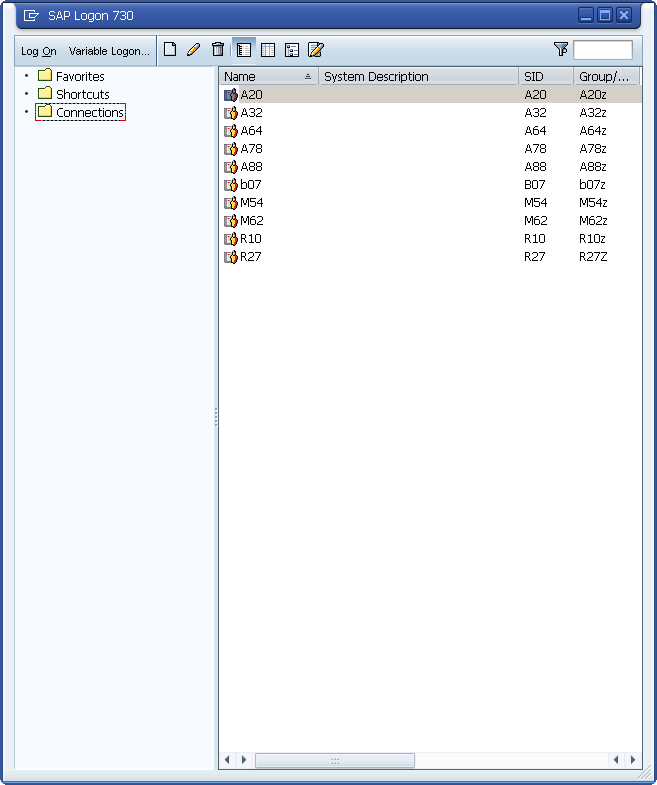 SAP Logon 730
Log On Variable Logon...
Favorites
Shortcuts
Connections
Name System Description SID Group/...
A20 A20 A20z
A32 A32 A32z
A64 A64 A64z
A78 A78 A78z
A88 A88 A88z
b07 B07 b07z
M54 M54 M54z
M62 M62 M62z
R10 R10 R10z
R27 R27 R27Z